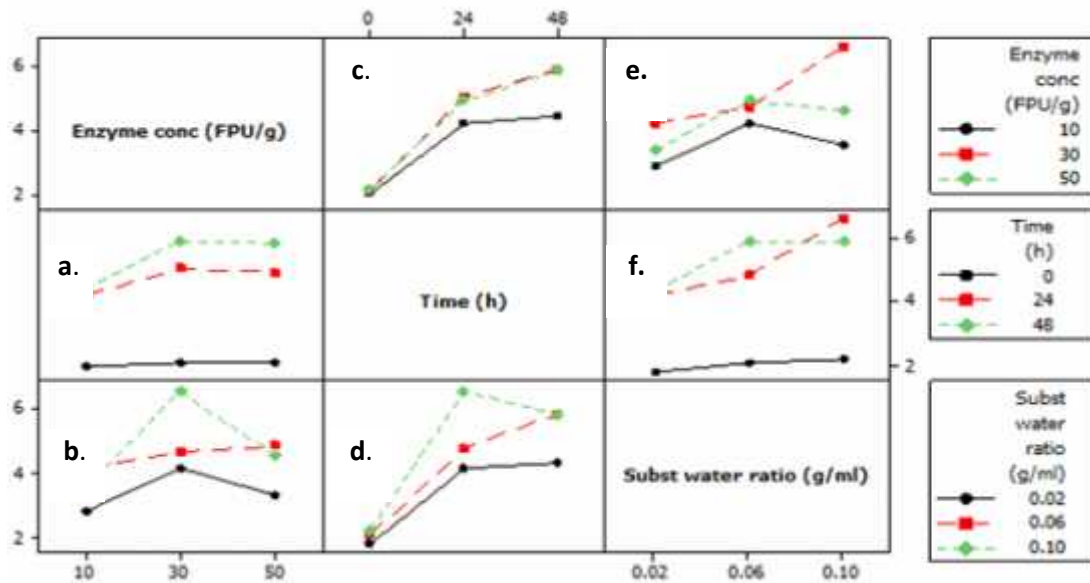 0 24 48
6
4
2
c.
e.
Enzyme conc (FPU/g)
Enzyme
conc
(FPU/g)
10
30
50
a.
Time (h)
f.
6
4
2
Time
(h)
0
24
48
6
4
2
b.
d.
Subst water ratio (g/ml)
Subst
water
ratio
(g/ml)
0.02
0.06
0.10
10 30 50
0.02 0.06 0.10